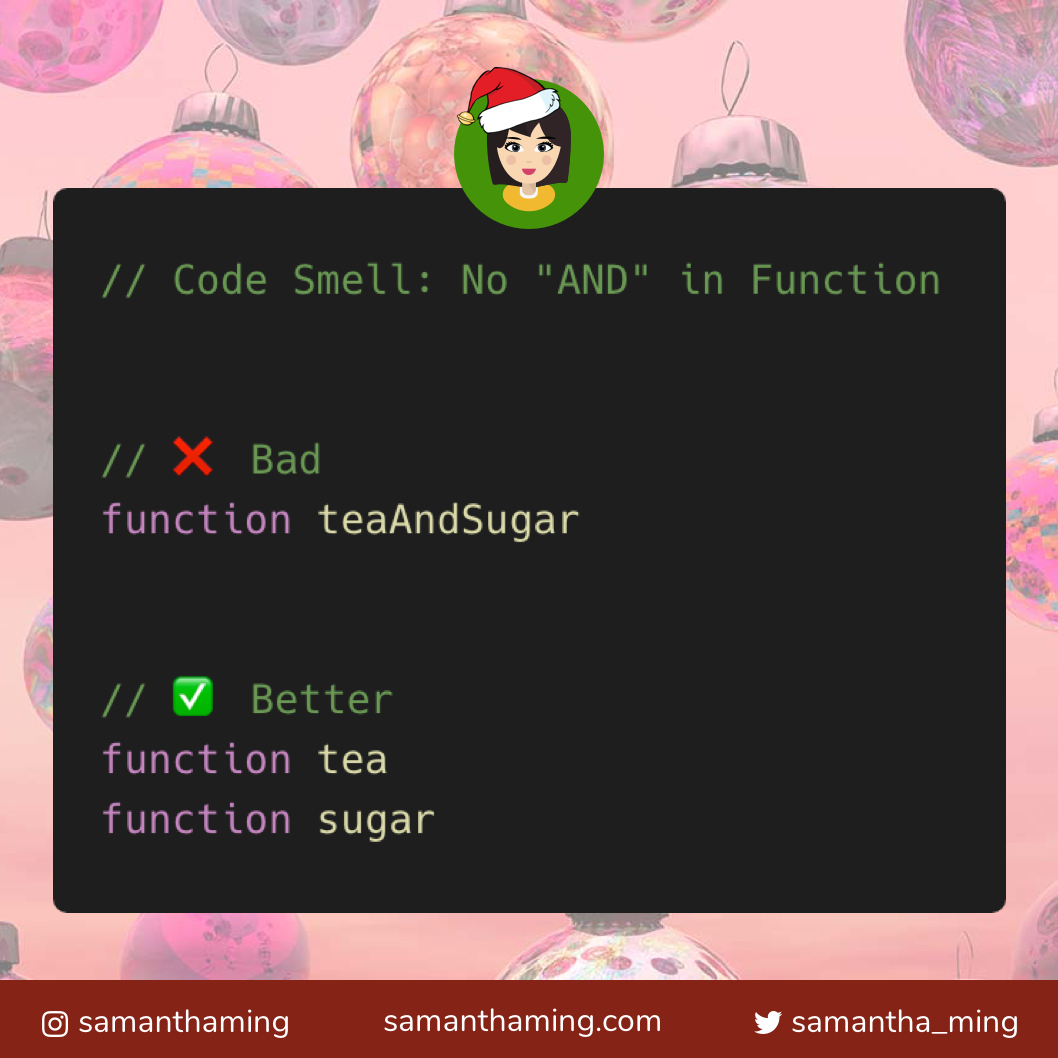 // Code Smell: No "AND" in Function
// ❌ Bad
function teaAndSugar
// ✅ Better
function tea
function sugar
samanthaming samanthaming.com samantha_ming